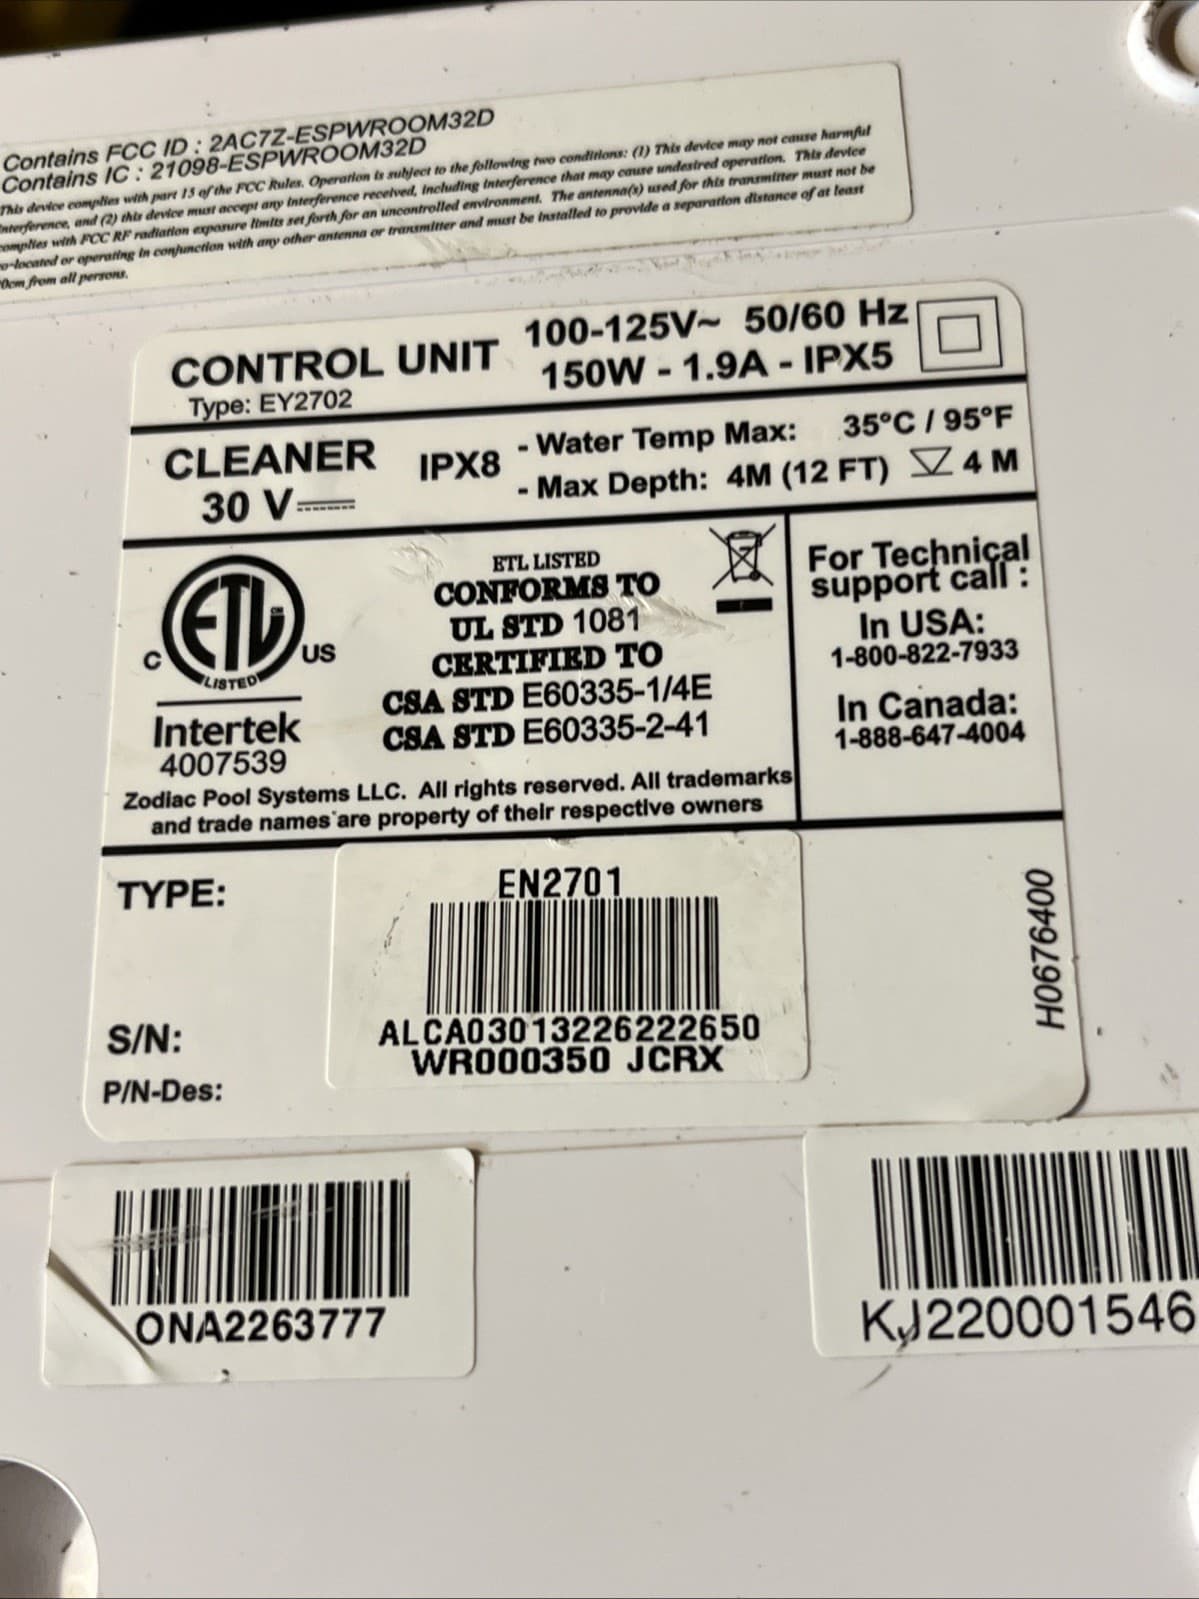 Contains FCC ID : 2AC7Z-ESPWROOM32D
Contains IC : 21098-ESPWROOM32D
This device complies with part 15 of the FCC Rules. Operation is subject to the following two conditions: (1) This device may not cause harmful
nterference, and (2) this device must accept any interference received, including interference that may cause undesired operation. This device
complies with FCC RF radiation exposure limits set forth for an uncontrolled environment. The antenna(s) used for this transmitter must not be
o-located or operating in conjunction with any other antenna or transmitter and must be installed to provide a separation distance of at least
0cm from all persons.
CONTROL UNIT 100-125V~ 50/60 Hz
Type: EY2702 150W - 1.9A - IPX5
CLEANER IPX8 - Water Temp Max: 35°C / 95°F
30 V - Max Depth: 4M (12 FT) 4 M
ETL LISTED
CONFORMS TO
UL STD 1081
CERTIFIED TO
CSA STD E60335-1/4E
CSA STD E60335-2-41
ETL CM
LISTED
C US
Intertek
4007539
For Technical
support call :
In USA:
1-800-822-7933
In Canada:
1-888-647-4004
Zodiac Pool Systems LLC. All rights reserved. All trademarks
and trade names are property of their respective owners
TYPE: EN2701
S/N: ALCA03013226222650
P/N-Des: WR000350 JCRX
H0676400
ONA2263777
KJ220001546